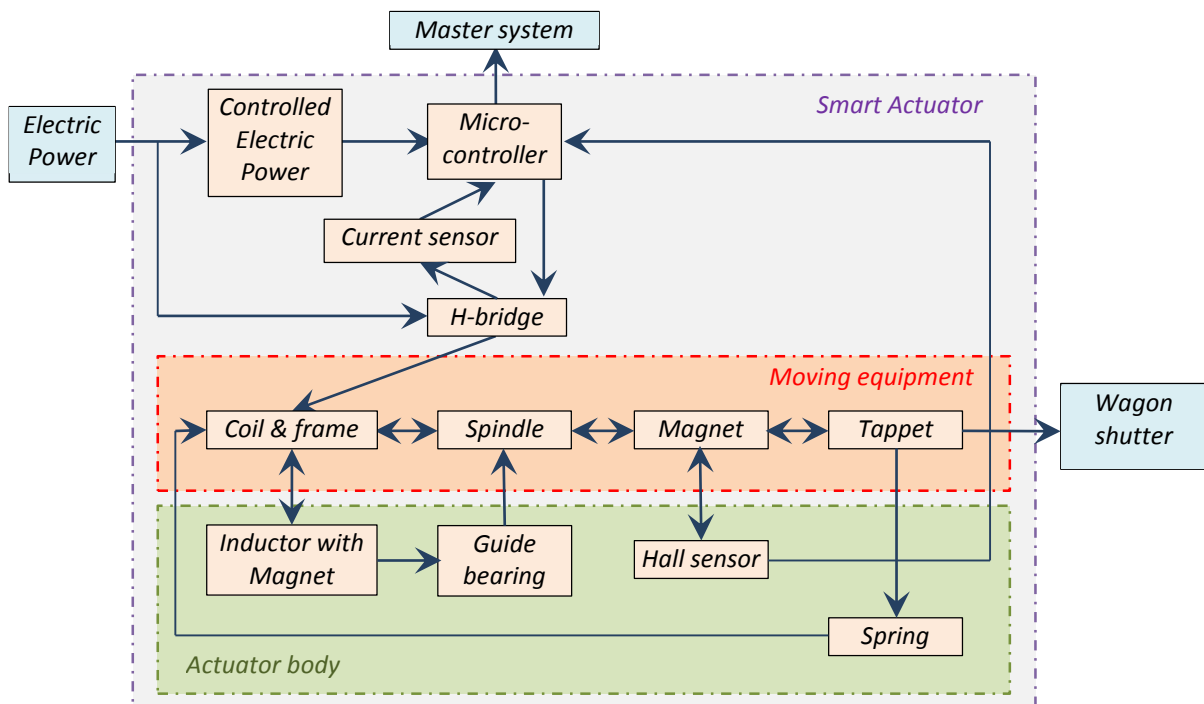 Master system
Smart Actuator
Electric
Power
Controlled
Electric
Power
Micro-
controller
Current sensor
H-bridge
Moving equipment
Coil & frame
Spindle
Magnet
Tappet
Wagon
shutter
Inductor with
Magnet
Guide
bearing
Hall sensor
Spring
Actuator body